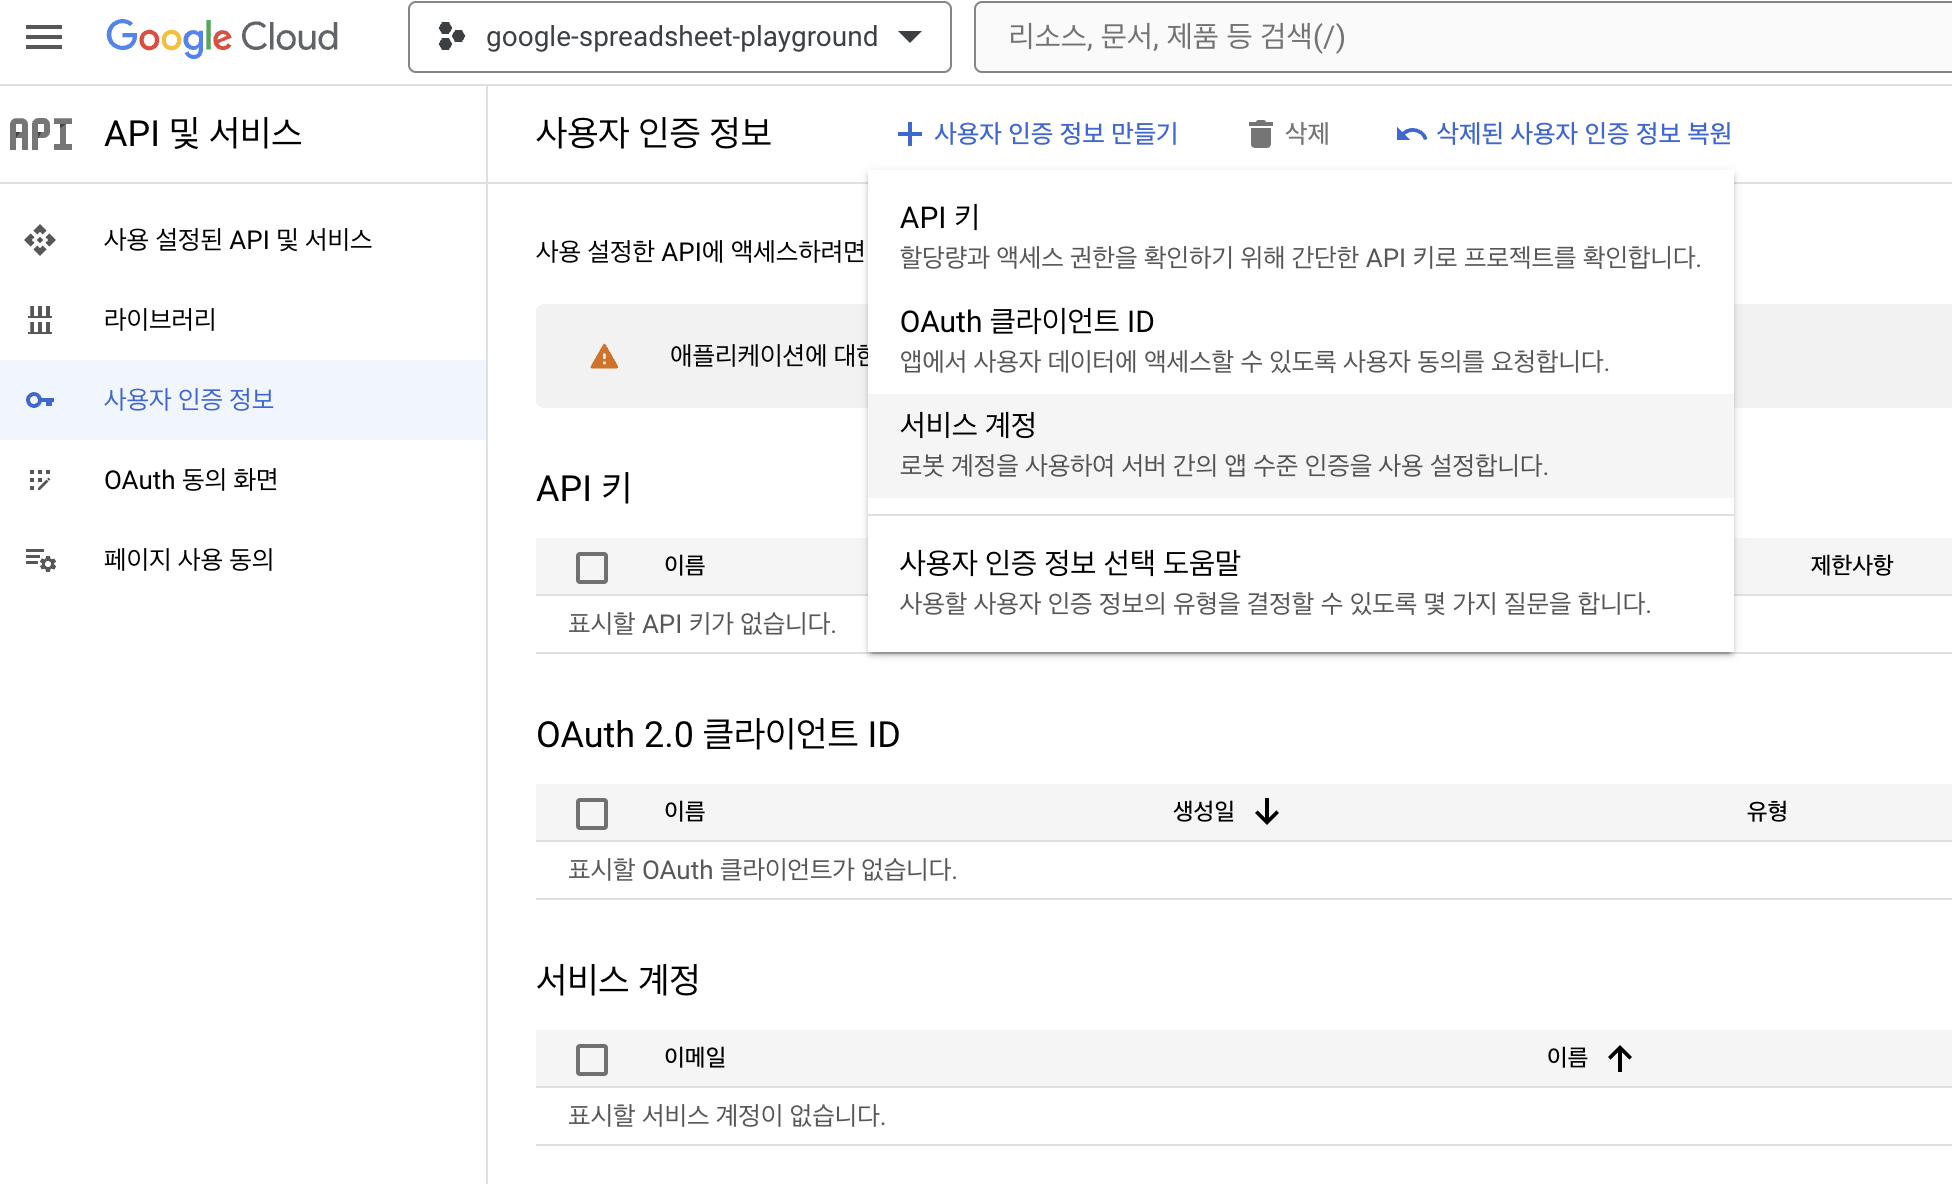 Google Cloud
google-spreadsheet-playground
리소스, 문서, 제품 등 검색(/)
API
API 및 서비스
사용 설정된 API 및 서비스
라이브러리
사용자 인증 정보
OAuth 동의 화면
페이지 사용 동의
사용자 인증 정보
사용자 인증 정보 만들기
삭제
삭제된 사용자 인증 정보 복원
사용 설정한 API에 액세스하려면
애플리케이션에 대한
API 키
할당량과 액세스 권한을 확인하기 위해 간단한 API 키로 프로젝트를 확인합니다.
OAuth 클라이언트 ID
앱에서 사용자 데이터에 액세스할 수 있도록 사용자 동의를 요청합니다.
서비스 계정
로봇 계정을 사용하여 서버 간의 앱 수준 인증을 사용 설정합니다.
사용자 인증 정보 선택 도움말
사용할 사용자 인증 정보의 유형을 결정할 수 있도록 몇 가지 질문을 합니다.
API 키
이름
제한사항
표시할 API 키가 없습니다.
OAuth 2.0 클라이언트 ID
이름
생성일
유형
표시할 OAuth 클라이언트가 없습니다.
서비스 계정
이메일
이름
표시할 서비스 계정이 없습니다.